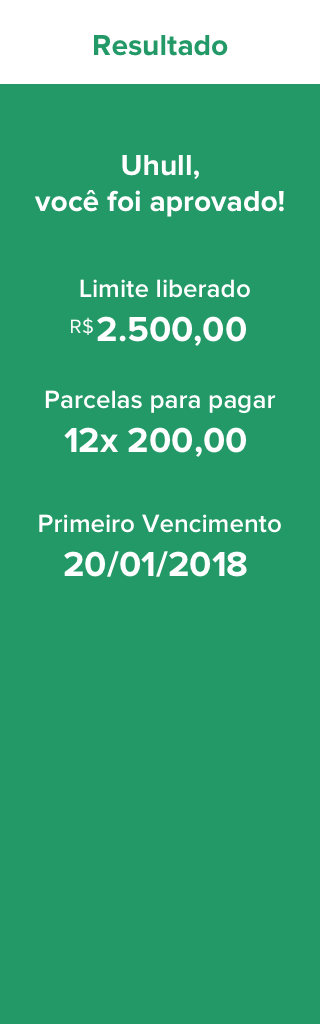 Resultado
Uhull,
você foi aprovado!
Limite liberado
R$ 2.500,00
Parcelas para pagar
12x 200,00
Primeiro Vencimento
20/01/2018